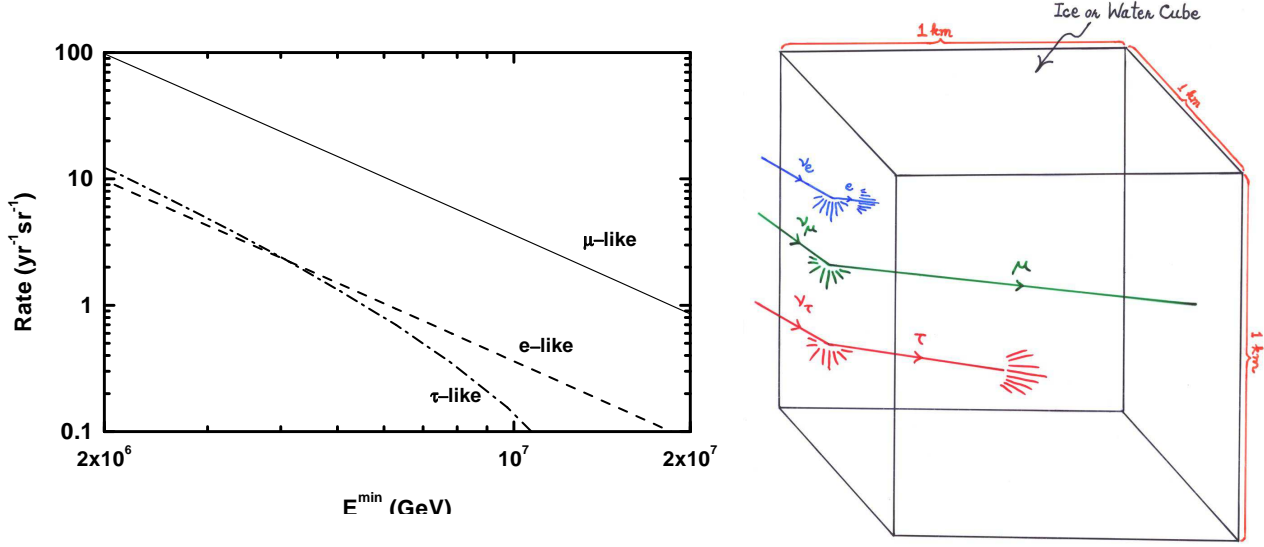 100
10
1
0.1
Rate (yr⁻¹sr⁻¹)
μ–like
e–like
τ–like
2x10⁶
10⁷
2x10⁷
Eᵐⁱⁿ (GeV)
Ice or Water Cube
1 km
1 km
1 km
νe
e
νμ
μ
ντ
τ